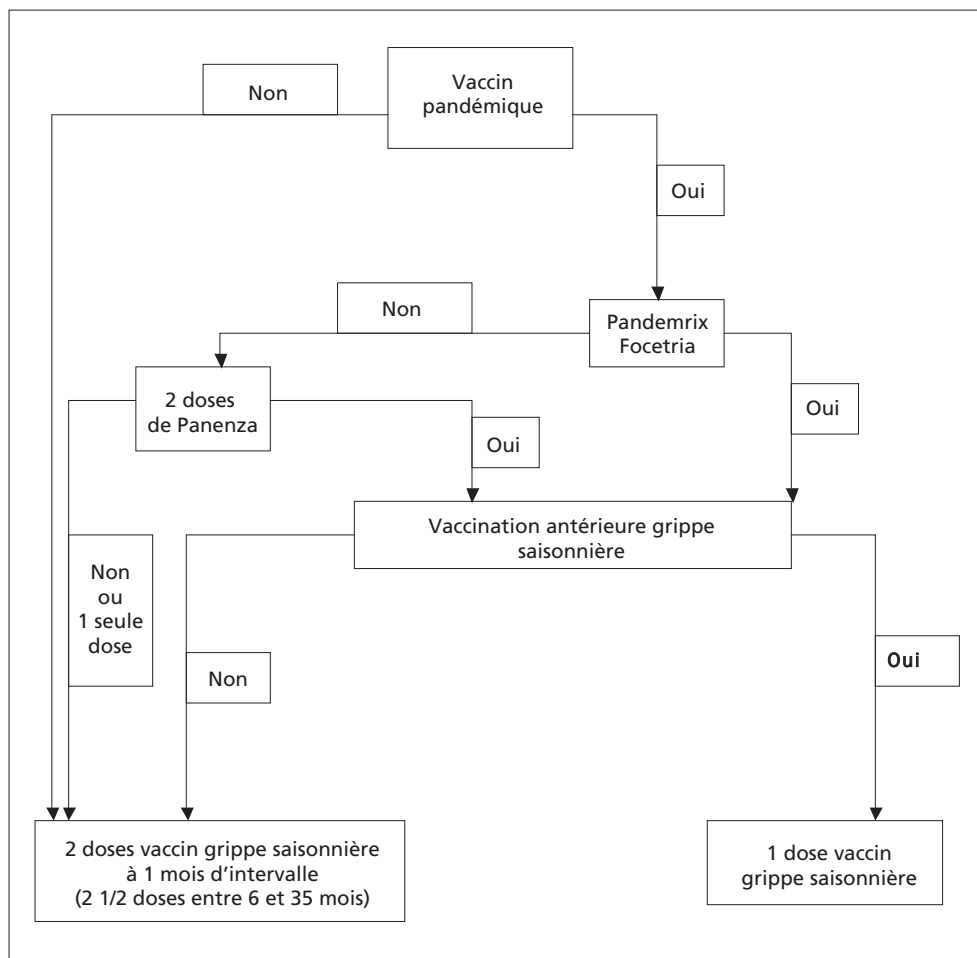 Vaccin
pandémique
Non
Oui
Non
Pandemrix
Focetria
2 doses
de Panenza
Oui
Oui
Vaccination antérieure grippe
saisonnière
Non
ou
1 seule
dose
Non
Oui
2 doses vaccin grippe saisonnière
à 1 mois d’intervalle
(2 1/2 doses entre 6 et 35 mois)
1 dose vaccin
grippe saisonnière